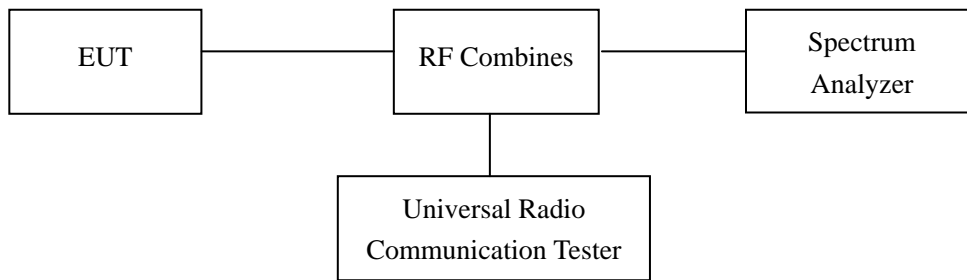 EUT
RF Combines
Spectrum
Analyzer
Universal Radio
Communication Tester